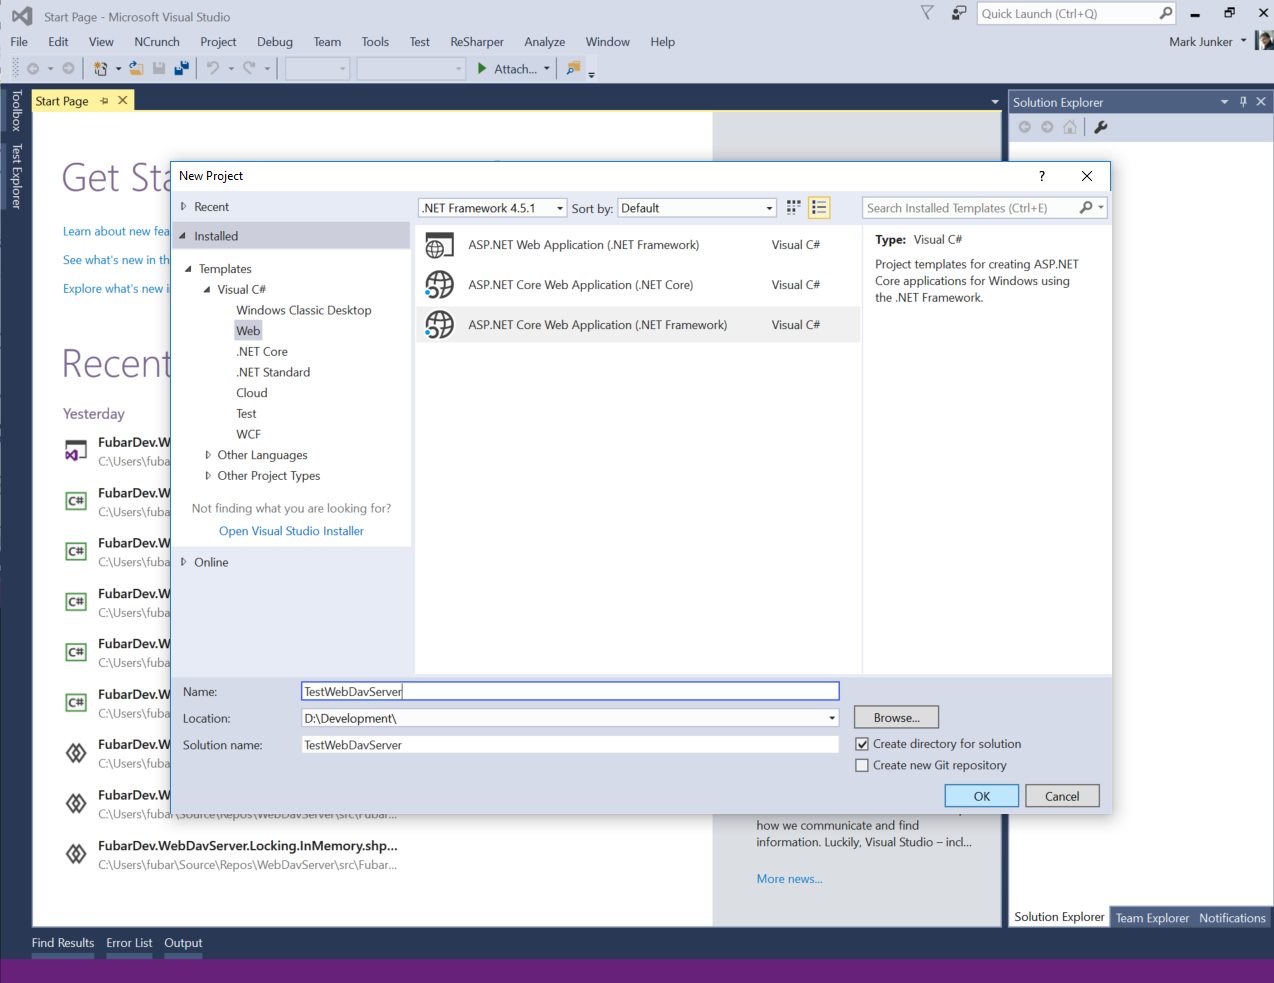 Start Page - Microsoft Visual Studio
Quick Launch (Ctrl+Q)
File Edit View NCrunch Project Debug Team Tools Test ReSharper Analyze Window Help
Mark Junker
Attach...
Toolbox
Test Explorer
Start Page
Solution Explorer
Get Sta
Learn about new fea
See what's new in th
Explore what's new i
Recent
Yesterday
FubarDev.W
C:\Users\fuba
FubarDev.W
C:\Users\fuba
FubarDev.W
C:\Users\fuba
FubarDev.W
C:\Users\fuba
FubarDev.W
C:\Users\fuba
FubarDev.W
C:\Users\fuba
FubarDev.W
C:\Users\fuba
FubarDev.W
C:\Users\fubar\Source\Repos\WebDavServer\src\Fubar...
FubarDev.WebDavServer.Locking.InMemory.shp...
C:\Users\fubar\Source\Repos\WebDavServer\src\Fubar...
New Project
?
Recent
Installed
Templates
Visual C#
Windows Classic Desktop
Web
.NET Core
.NET Standard
Cloud
Test
WCF
Other Languages
Other Project Types
Not finding what you are looking for?
Open Visual Studio Installer
Online
.NET Framework 4.5.1
Sort by: Default
Search Installed Templates (Ctrl+E)
ASP.NET Web Application (.NET Framework) Visual C#
ASP.NET Core Web Application (.NET Core) Visual C#
ASP.NET Core Web Application (.NET Framework) Visual C#
Type: Visual C#
Project templates for creating ASP.NET
Core applications for Windows using
the .NET Framework.
Name: TestWebDavServer
Location: D:\Development\
Browse...
Solution name: TestWebDavServer
Create directory for solution
Create new Git repository
OK
Cancel
how we communicate and find
information. Luckily, Visual Studio – incl...
More news...
Solution Explorer Team Explorer Notifications
Find Results Error List Output